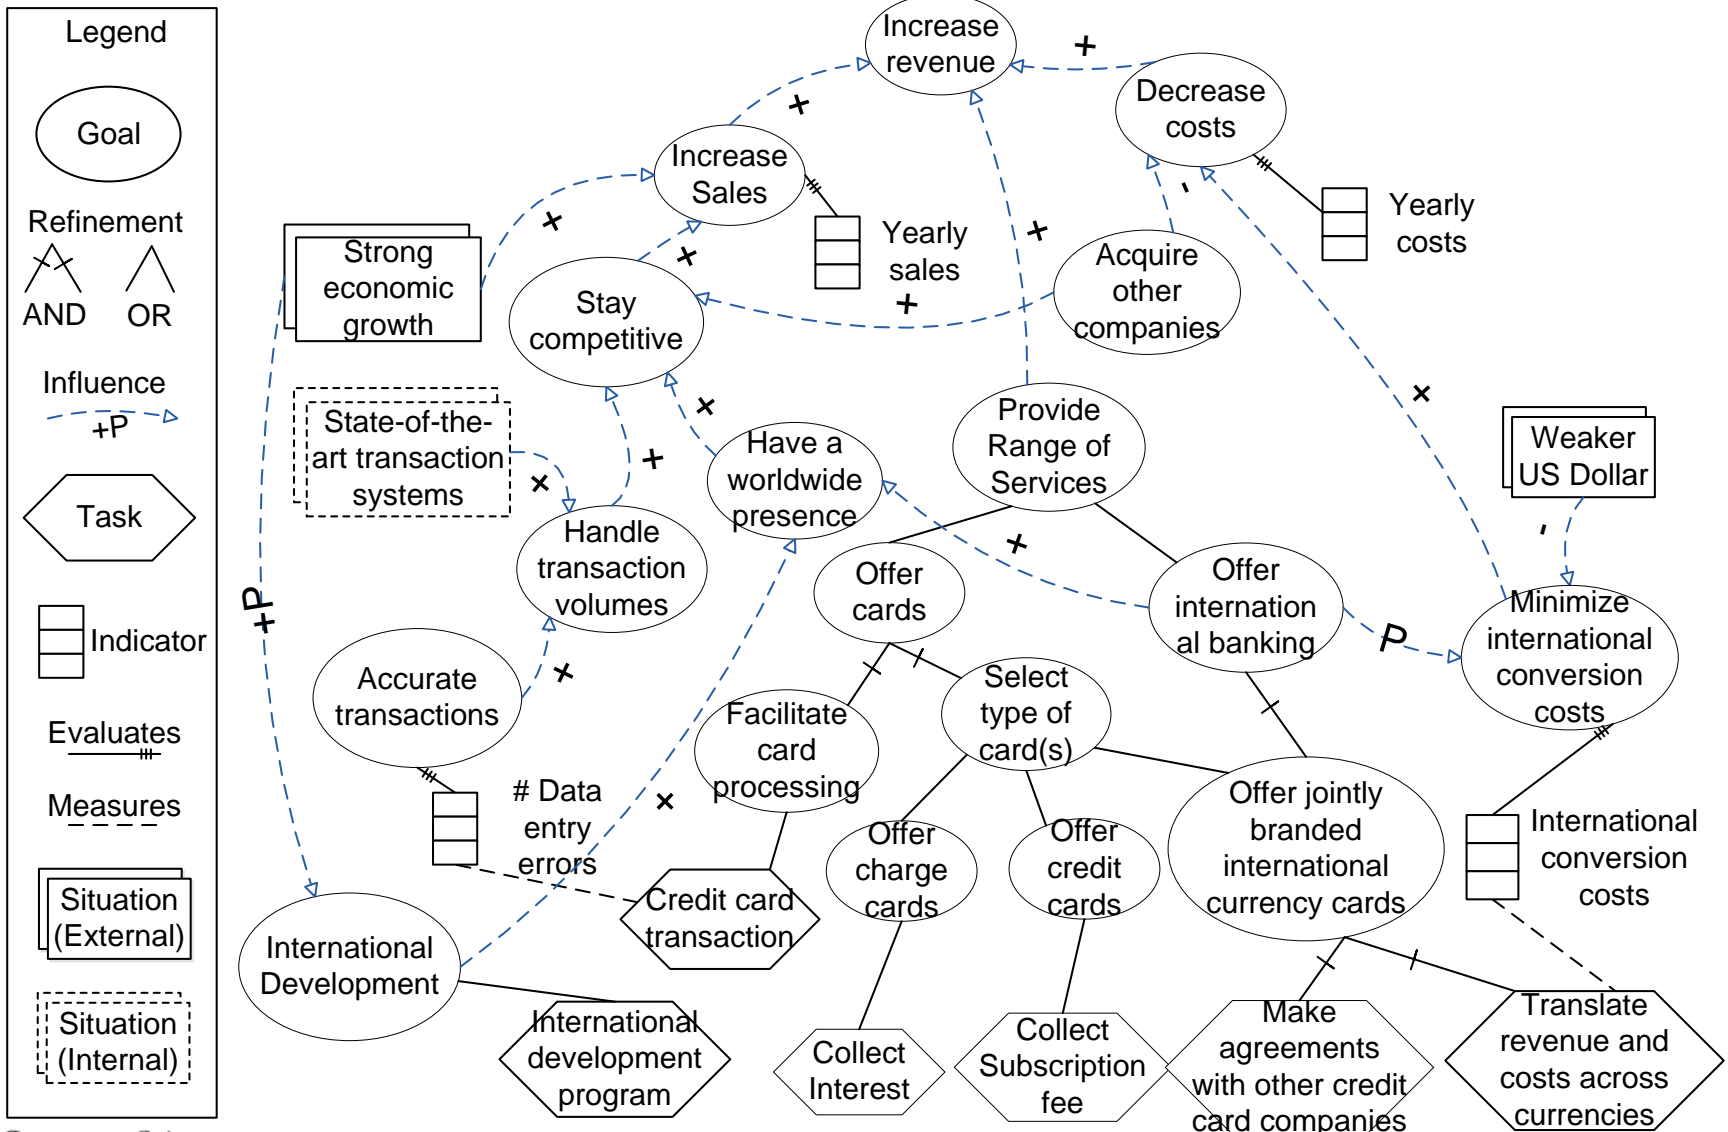 Legend
Goal
Refinement
AND
OR
Influence
+P
Task
Indicator
Evaluates
Measures
Situation
(External)
Situation
(Internal)
Increase
revenue
+
+
Decrease
costs
Increase
Sales
+
-
Yearly
sales
Yearly
costs
Strong
economic
growth
+
+
+
Acquire
other
companies
Stay
competitive
+
+
State-of-the-
art transaction
systems
+
+
+
Have a
worldwide
presence
Provide
Range of
Services
Weaker
US Dollar
-
Handle
transaction
volumes
+
Offer
cards
Offer
internation
al banking
P
Minimize
international
conversion
costs
+P
Accurate
transactions
+
Facilitate
card
processing
Select
type of
card(s)
# Data
entry
errors
+
Offer
charge
cards
Offer
credit
cards
Offer jointly
branded
international
currency cards
International
conversion
costs
Credit card
transaction
International
Development
International
development
program
Collect
Interest
Collect
Subscription
fee
Make
agreements
with other credit
card companies
Translate
revenue and
costs across
currencies